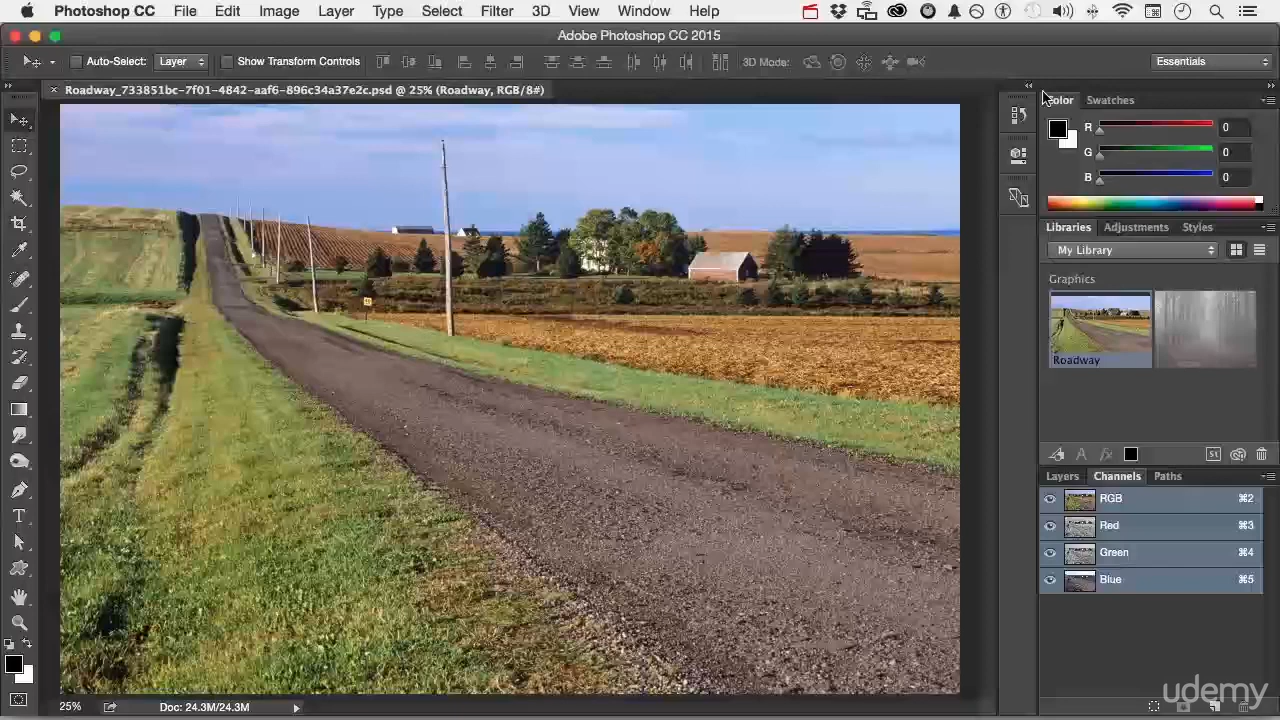 Photoshop CC File Edit Image Layer Type Select Filter 3D View Window Help
Adobe Photoshop CC 2015
Auto-Select: Layer Show Transform Controls 3D Mode: Essentials
× Roadway_733851bc-7f01-4842-aaf6-896c34a37e2c.psd @ 25% (Roadway, RGB/8#)
Color Swatches
R 0
G 0
B 0
Libraries Adjustments Styles
My Library
Graphics
Roadway
St
Layers Channels Paths
RGB ⌘2
Red ⌘3
Green ⌘4
Blue ⌘5
25% Doc: 24.3M/24.3M
udemy